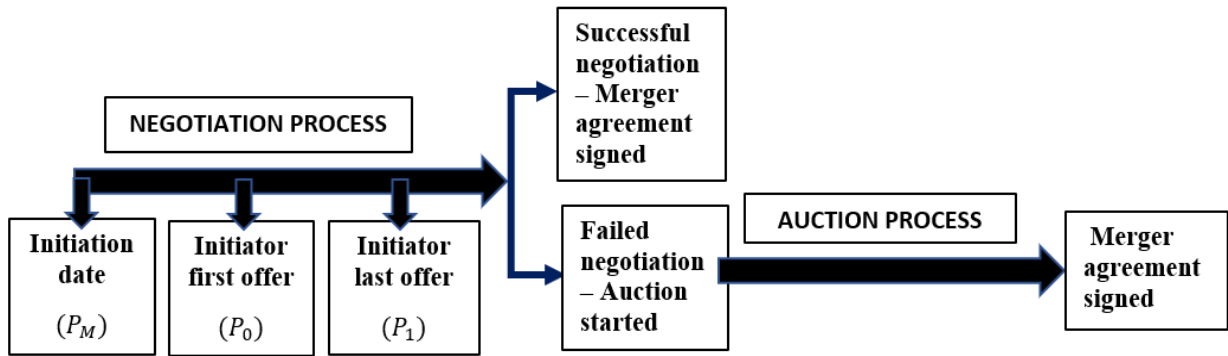 NEGOTIATION PROCESS
Initiation
date
(P_M)
Initiator
first offer
(P_0)
Initiator
last offer
(P_1)
Successful
negotiation
– Merger
agreement
signed
Failed
negotiation
– Auction
started
AUCTION PROCESS
Merger
agreement
signed